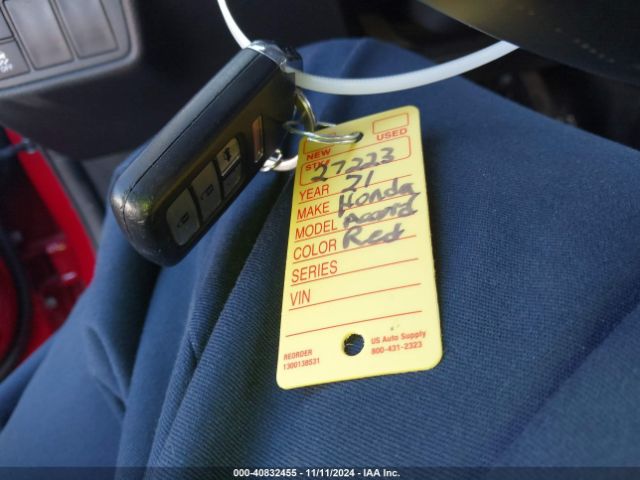 NEW USED
STK# 27223
YEAR 21
MAKE Honda
MODEL Accord
COLOR Red
SERIES
VIN
REORDER
1300138531
US Auto Supply
800-431-2323
000-40832455 - 11/11/2024 - IAA Inc.